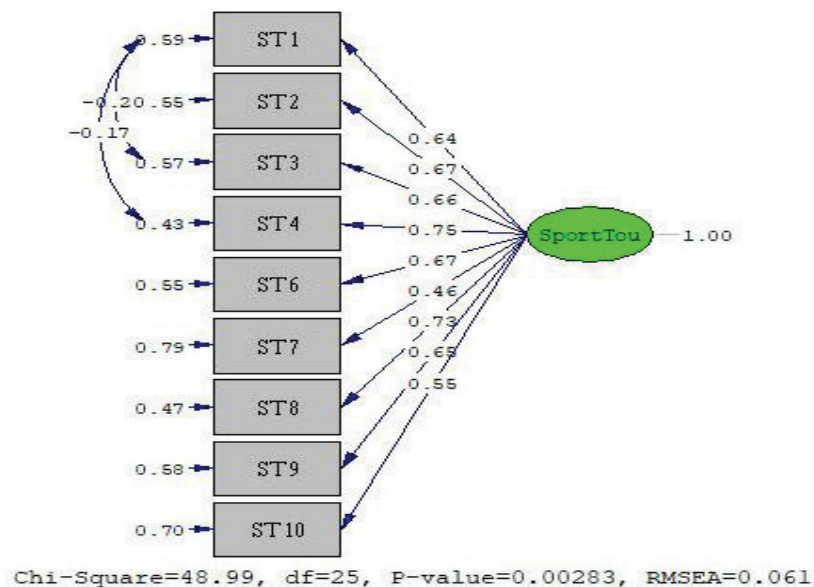 0.59 ST1
-0.20 0.55 ST2
-0.17
0.57 ST3
0.43 ST4
0.55 ST6
0.79 ST7
0.47 ST8
0.58 ST9
0.70 ST10
0.64
0.67
0.66
0.75
0.67
0.46
0.73
0.65
0.55
SportTou 1.00
Chi-Square=48.99, df=25, P-value=0.00283, RMSEA=0.061